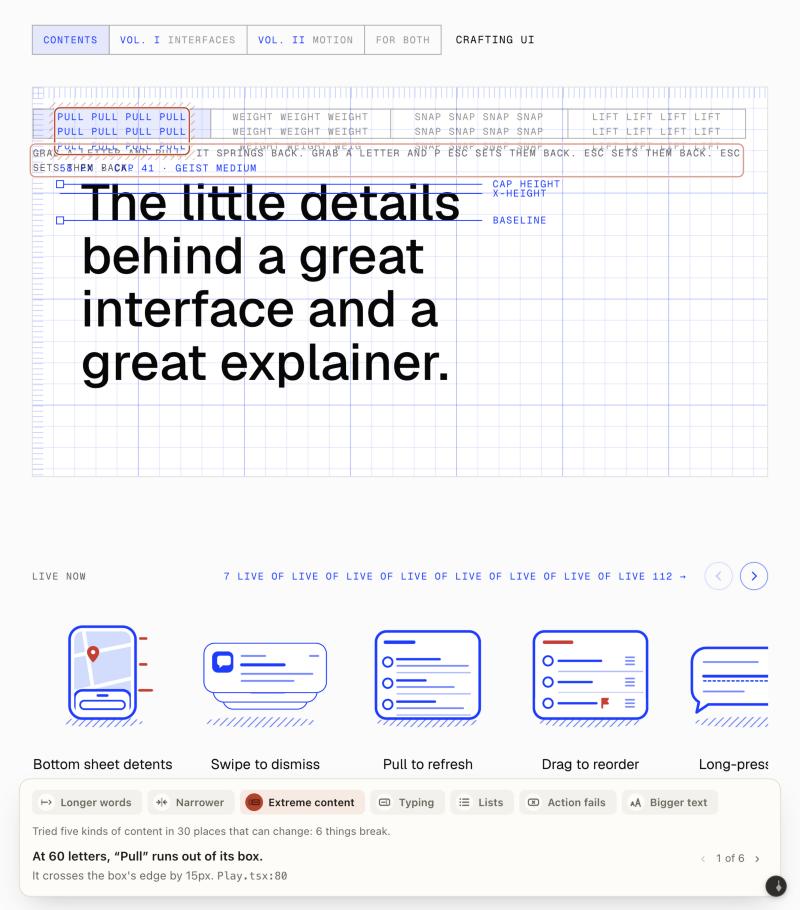 CONTENTS VOL. I INTERFACES VOL. II MOTION FOR BOTH CRAFTING UI
PULL PULL PULL PULL WEIGHT WEIGHT WEIGHT SNAP SNAP SNAP SNAP LIFT LIFT LIFT LIFT
PULL PULL PULL PULL WEIGHT WEIGHT WEIGHT SNAP SNAP SNAP SNAP LIFT LIFT LIFT LIFT
IT SPRINGS BACK. GRAB A LETTER AND P ESC SETS THEM BACK. ESC SETS THEM BACK. ESC
CAP 41 · GEIST MEDIUM
CAP HEIGHT
X-HEIGHT
BASELINE
The little details
behind a great
interface and a
great explainer.
LIVE NOW 7 LIVE OF LIVE OF LIVE OF LIVE OF LIVE OF LIVE OF LIVE OF LIVE 112 →
Bottom sheet detents Swipe to dismiss Pull to refresh Drag to reorder Long-press
Longer words Narrower Extreme content Typing Lists Action fails Bigger text
Tried five kinds of content in 30 places that can change: 6 things break.
At 60 letters, “Pull” runs out of its box.
‹ 1 of 6 ›
It crosses the box's edge by 15px. Play.tsx:80